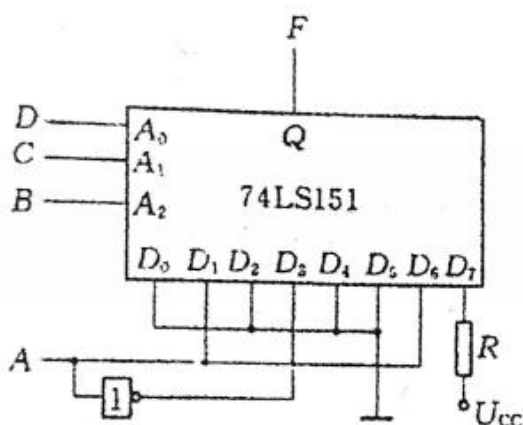 F
D A₀ Q
C A₁
B A₂ 74LS151
D₀ D₁ D₂ D₃ D₄ D₅ D₆ D₇
A R
1 U_CC